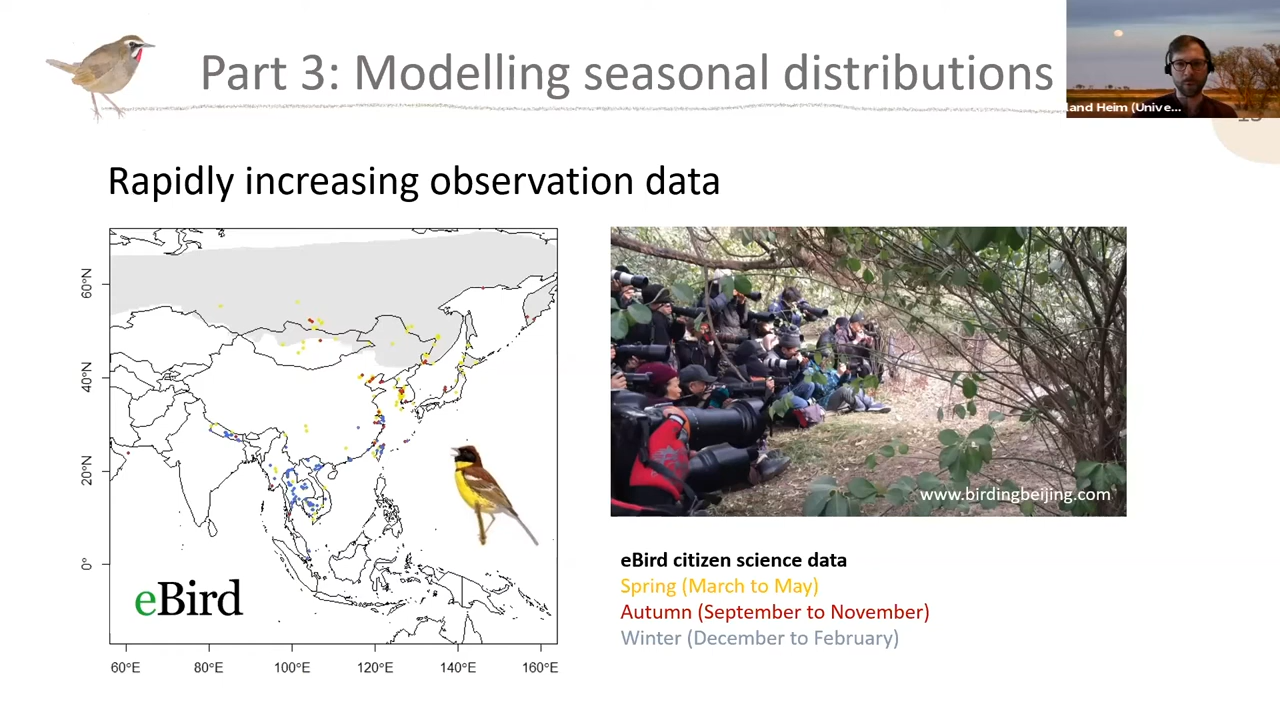 Part 3: Modelling seasonal distributions
land Heim (Unive...
Rapidly increasing observation data
60°N
40°N
20°N
0°
eBird
60°E
80°E
100°E
120°E
140°E
160°E
www.birdingbeijing.com
eBird citizen science data
Spring (March to May)
Autumn (September to November)
Winter (December to February)